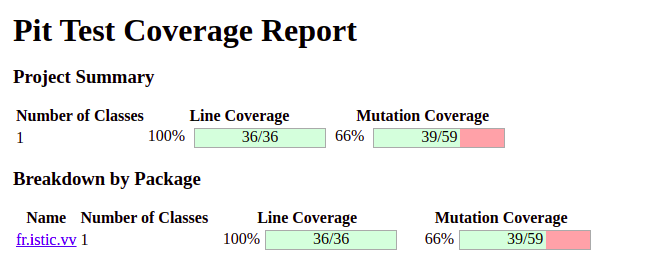 Pit Test Coverage Report
Project Summary
Number of Classes Line Coverage Mutation Coverage
1 100% 36/36 66% 39/59
Breakdown by Package
Name Number of Classes Line Coverage Mutation Coverage
fr.istic.vv 1 100% 36/36 66% 39/59